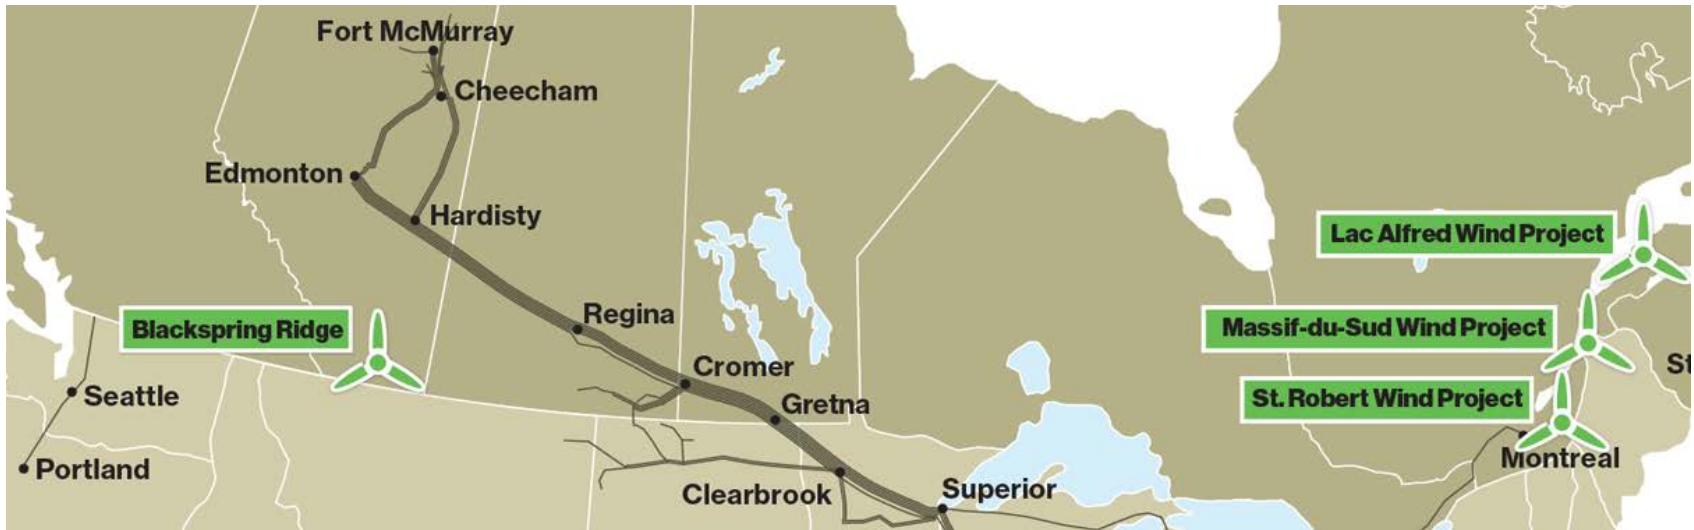 Fort McMurray
Cheecham
Edmonton
Hardisty
Lac Alfred Wind Project
Regina
Blackspring Ridge
Massif-du-Sud Wind Project
Cromer
St
Seattle
Gretna
St. Robert Wind Project
Portland
Montreal
Clearbrook
Superior